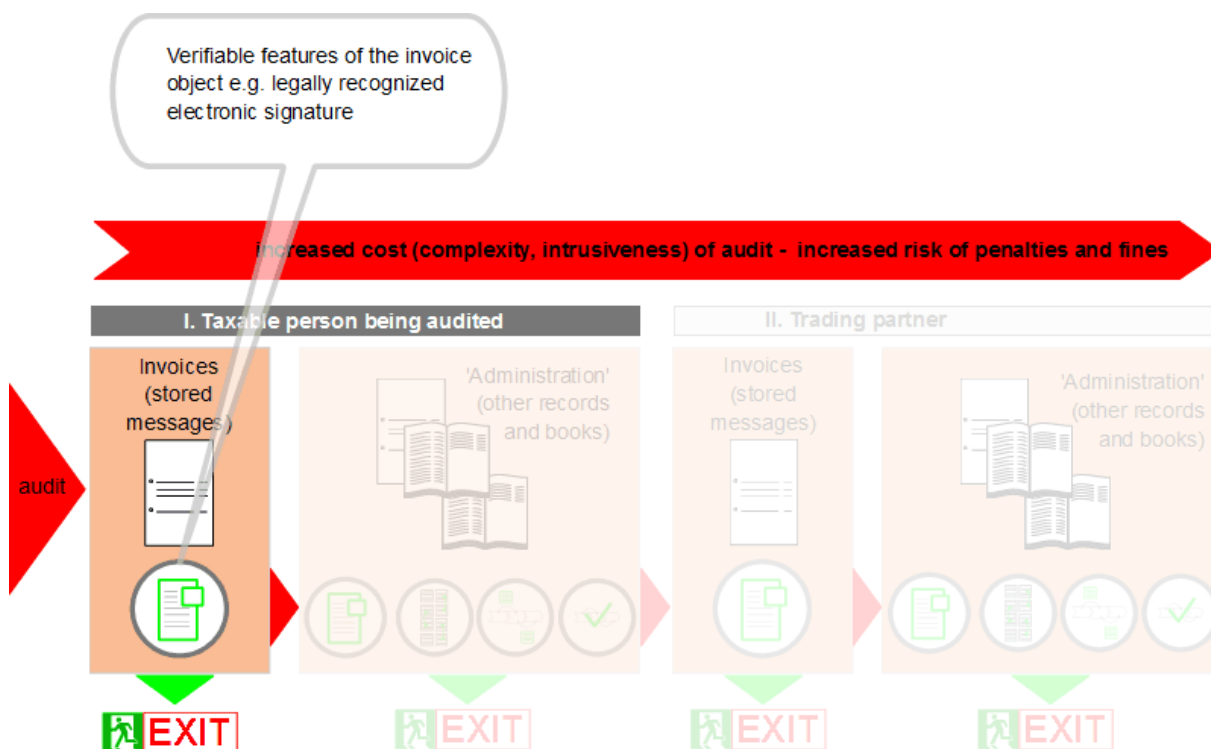 Verifiable features of the invoice
object e.g. legally recognized
electronic signature
increased cost (complexity, intrusiveness) of audit - increased risk of penalties and fines
I. Taxable person being audited
II. Trading partner
audit
Invoices
(stored
messages)
'Administration'
(other records
and books)
Invoices
(stored
messages)
'Administration'
(other records
and books)
EXIT
EXIT
EXIT
EXIT